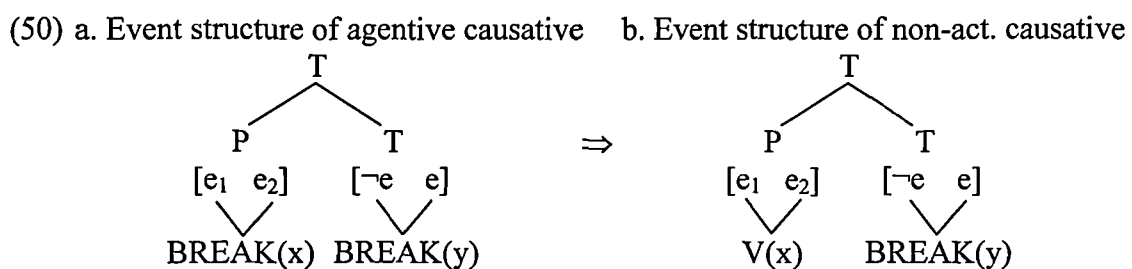 (50) a. Event structure of agentive causative b. Event structure of non-act. causative
T T
P T ⇒ P T
[e₁ e₂] [¬e e] [e₁ e₂] [¬e e]
BREAK(x) BREAK(y) V(x) BREAK(y)